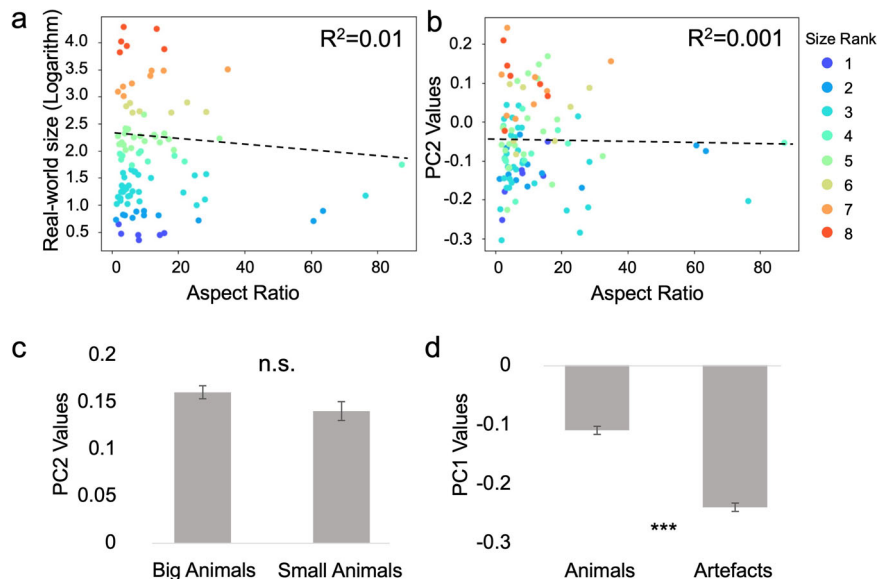 a
R²=0.01
Real-world size (Logarithm)
4.0
3.5
3.0
2.5
2.0
1.5
1.0
0.5
0
20
40
60
80
Aspect Ratio
b
R²=0.001
PC2 Values
0.2
0.1
0.0
-0.1
-0.2
-0.3
0
20
40
60
80
Aspect Ratio
Size Rank
1
2
3
4
5
6
7
8
c
n.s.
PC2 Values
0.2
0.15
0.1
0.05
0
Big Animals
Small Animals
d
PC1 Values
0
-0.1
-0.2
-0.3
***
Animals
Artefacts